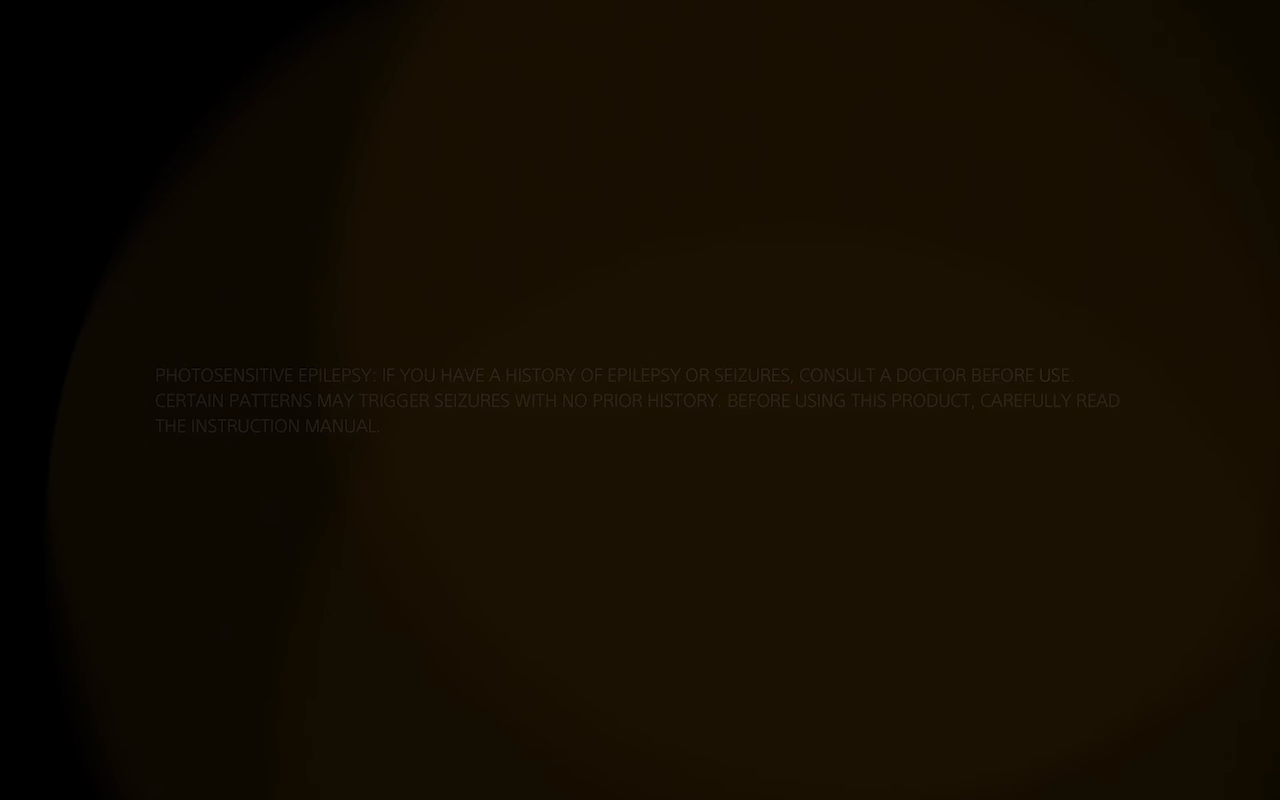 PHOTOSENSITIVE EPILEPSY: IF YOU HAVE A HISTORY OF EPILEPSY OR SEIZURES, CONSULT A DOCTOR BEFORE USE.
CERTAIN PATTERNS MAY TRIGGER SEIZURES WITH NO PRIOR HISTORY. BEFORE USING THIS PRODUCT, CAREFULLY READ
THE INSTRUCTION MANUAL.